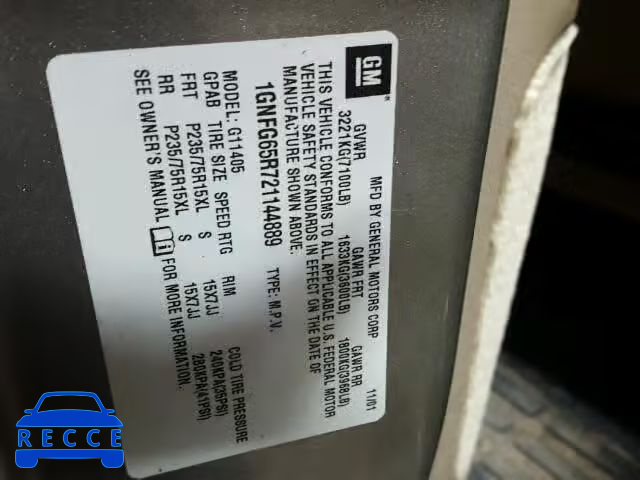 GM
MFD BY GENERAL MOTORS CORP 11/01
GVWR GAWR FRT GAWR RR
3221KG(7100LB) 1633KG(3600LB) 1800KG(3968LB)
THIS VEHICLE CONFORMS TO ALL APPLICABLE U.S. FEDERAL MOTOR
VEHICLE SAFETY STANDARDS IN EFFECT ON THE DATE OF
MANUFACTURE SHOWN ABOVE.
1GNFG65R721144889 TYPE: M.P.V.
MODEL: G11405
GPAB TIRE SIZE SPEED RTG RIM COLD TIRE PRESSURE
FRT P235/75R15XL S 15X7JJ 240KPA(35PSI)
RR P235/75R15XL S 15X7JJ 280KPA(41PSI)
SEE OWNER'S MANUAL FOR MORE INFORMATION.
RECCE